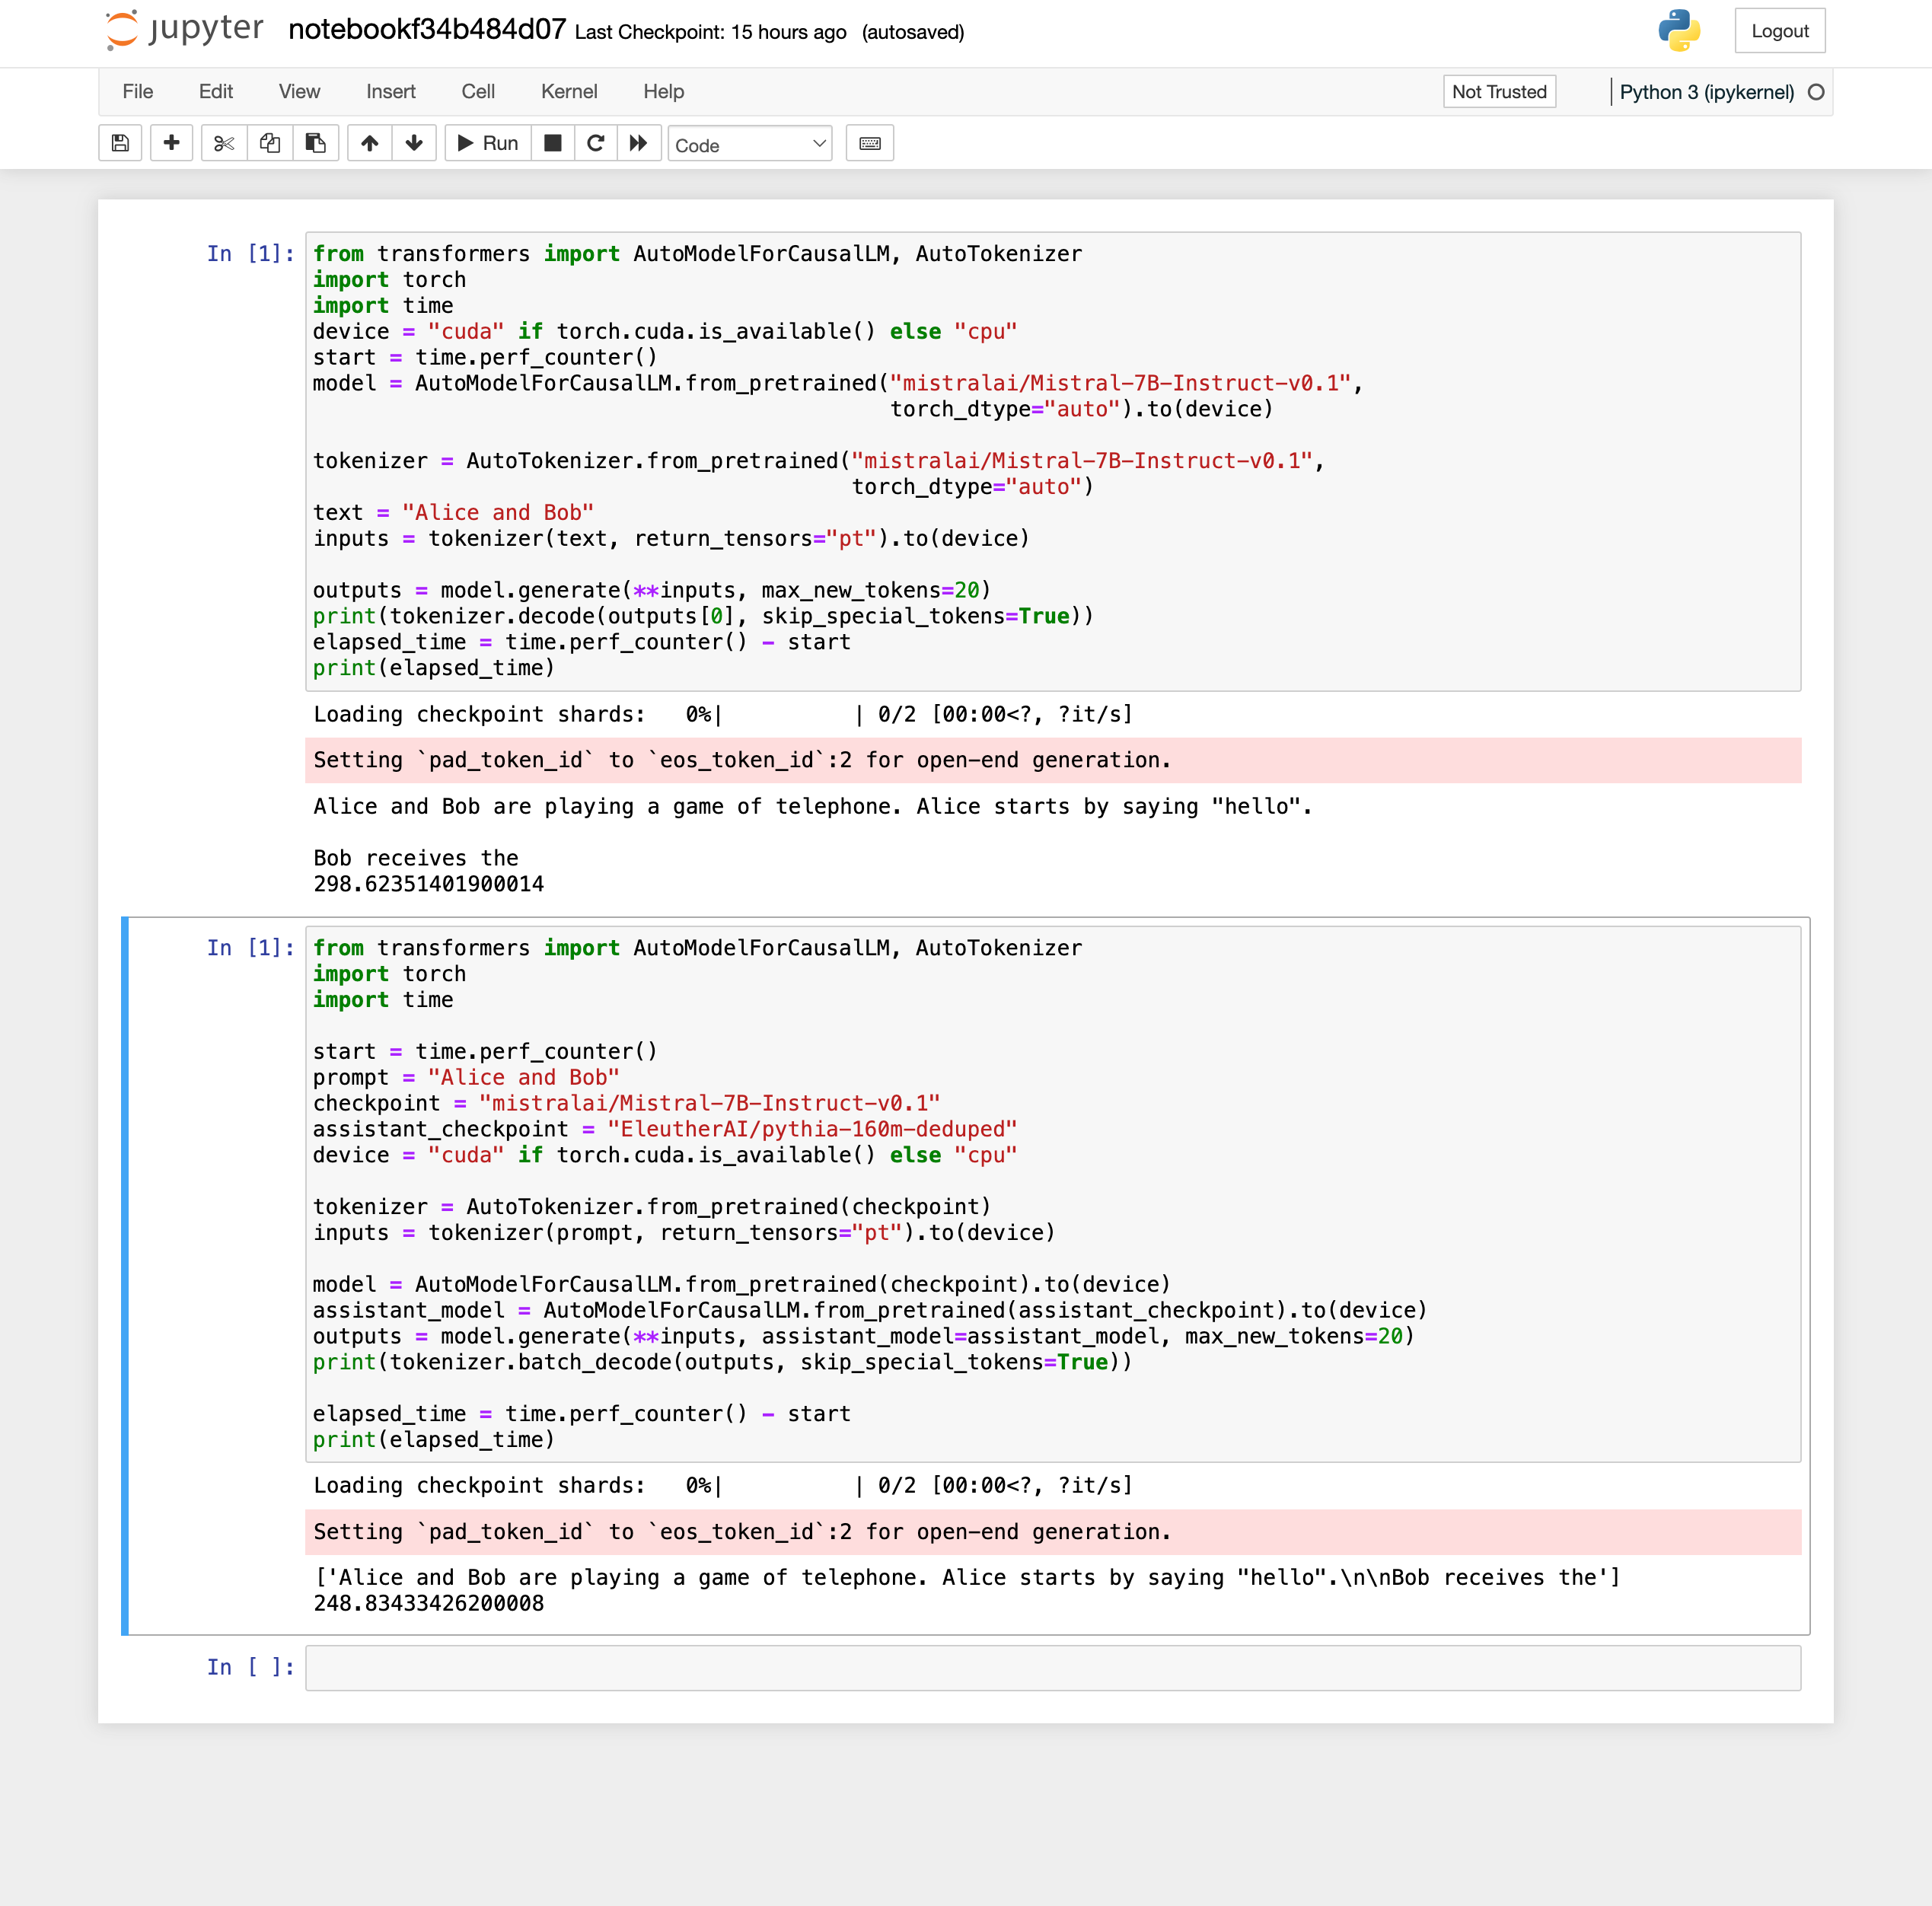 jupyter notebookf34b484d07 Last Checkpoint: 15 hours ago (autosaved) Logout
File Edit View Insert Cell Kernel Help Not Trusted Python 3 (ipykernel)
Run Code
In [1]: from transformers import AutoModelForCausalLM, AutoTokenizer
import torch
import time
device = "cuda" if torch.cuda.is_available() else "cpu"
start = time.perf_counter()
model = AutoModelForCausalLM.from_pretrained("mistralai/Mistral-7B-Instruct-v0.1",
torch_dtype="auto").to(device)
tokenizer = AutoTokenizer.from_pretrained("mistralai/Mistral-7B-Instruct-v0.1",
torch_dtype="auto")
text = "Alice and Bob"
inputs = tokenizer(text, return_tensors="pt").to(device)
outputs = model.generate(**inputs, max_new_tokens=20)
print(tokenizer.decode(outputs[0], skip_special_tokens=True))
elapsed_time = time.perf_counter() - start
print(elapsed_time)
Loading checkpoint shards: 0%| | 0/2 [00:00<?, ?it/s]
Setting `pad_token_id` to `eos_token_id`:2 for open-end generation.
Alice and Bob are playing a game of telephone. Alice starts by saying "hello".
Bob receives the
298.62351401900014
In [1]: from transformers import AutoModelForCausalLM, AutoTokenizer
import torch
import time
start = time.perf_counter()
prompt = "Alice and Bob"
checkpoint = "mistralai/Mistral-7B-Instruct-v0.1"
assistant_checkpoint = "EleutherAI/pythia-160m-deduped"
device = "cuda" if torch.cuda.is_available() else "cpu"
tokenizer = AutoTokenizer.from_pretrained(checkpoint)
inputs = tokenizer(prompt, return_tensors="pt").to(device)
model = AutoModelForCausalLM.from_pretrained(checkpoint).to(device)
assistant_model = AutoModelForCausalLM.from_pretrained(assistant_checkpoint).to(device)
outputs = model.generate(**inputs, assistant_model=assistant_model, max_new_tokens=20)
print(tokenizer.batch_decode(outputs, skip_special_tokens=True))
elapsed_time = time.perf_counter() - start
print(elapsed_time)
Loading checkpoint shards: 0%| | 0/2 [00:00<?, ?it/s]
Setting `pad_token_id` to `eos_token_id`:2 for open-end generation.
['Alice and Bob are playing a game of telephone. Alice starts by saying "hello".\n\nBob receives the']
248.83433426200008
In [ ]: